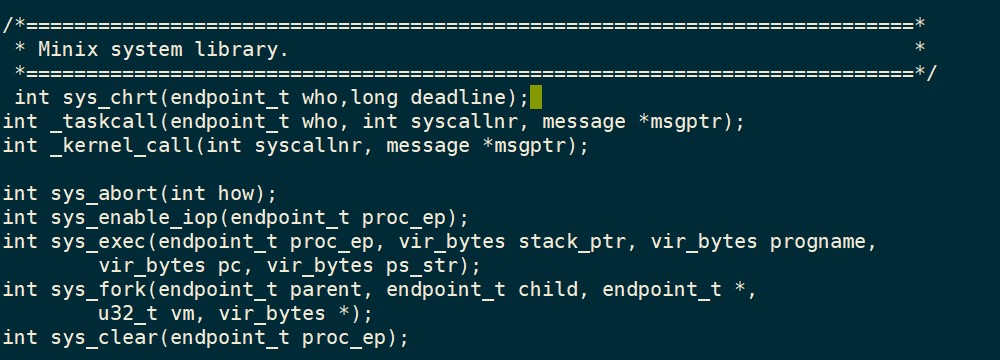 /*==========================================================================*
 * Minix system library.                                                    *
 *==========================================================================*/
 int sys_chrt(endpoint_t who,long deadline);
int _taskcall(endpoint_t who, int syscallnr, message *msgptr);
int _kernel_call(int syscallnr, message *msgptr);

int sys_abort(int how);
int sys_enable_iop(endpoint_t proc_ep);
int sys_exec(endpoint_t proc_ep, vir_bytes stack_ptr, vir_bytes progname,
        vir_bytes pc, vir_bytes ps_str);
int sys_fork(endpoint_t parent, endpoint_t child, endpoint_t *,
        u32_t vm, vir_bytes *);
int sys_clear(endpoint_t proc_ep);